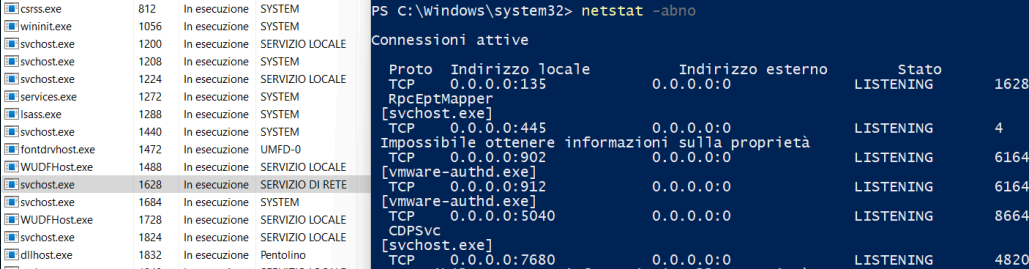 csrss.exe 812 In esecuzione SYSTEM
wininit.exe 1056 In esecuzione SYSTEM
svchost.exe 1200 In esecuzione SERVIZIO LOCALE
svchost.exe 1208 In esecuzione SYSTEM
svchost.exe 1224 In esecuzione SERVIZIO LOCALE
services.exe 1272 In esecuzione SYSTEM
lsass.exe 1288 In esecuzione SYSTEM
svchost.exe 1440 In esecuzione SYSTEM
fontdrvhost.exe 1472 In esecuzione UMFD-0
WUDFHost.exe 1488 In esecuzione SERVIZIO LOCALE
svchost.exe 1628 In esecuzione SERVIZIO DI RETE
svchost.exe 1684 In esecuzione SYSTEM
WUDFHost.exe 1728 In esecuzione SERVIZIO LOCALE
svchost.exe 1824 In esecuzione SERVIZIO LOCALE
dllhost.exe 1832 In esecuzione Pentolino
PS C:\Windows\system32> netstat -abno
Connessioni attive
Proto Indirizzo locale Indirizzo esterno Stato
TCP 0.0.0.0:135 0.0.0.0:0 LISTENING 1628
RpcEptMapper
[svchost.exe]
TCP 0.0.0.0:445 0.0.0.0:0 LISTENING 4
Impossibile ottenere informazioni sulla proprietà
TCP 0.0.0.0:902 0.0.0.0:0 LISTENING 6164
[vmware-authd.exe]
TCP 0.0.0.0:912 0.0.0.0:0 LISTENING 6164
[vmware-authd.exe]
TCP 0.0.0.0:5040 0.0.0.0:0 LISTENING 8664
CDPSvc
[svchost.exe]
TCP 0.0.0.0:7680 0.0.0.0:0 LISTENING 4820